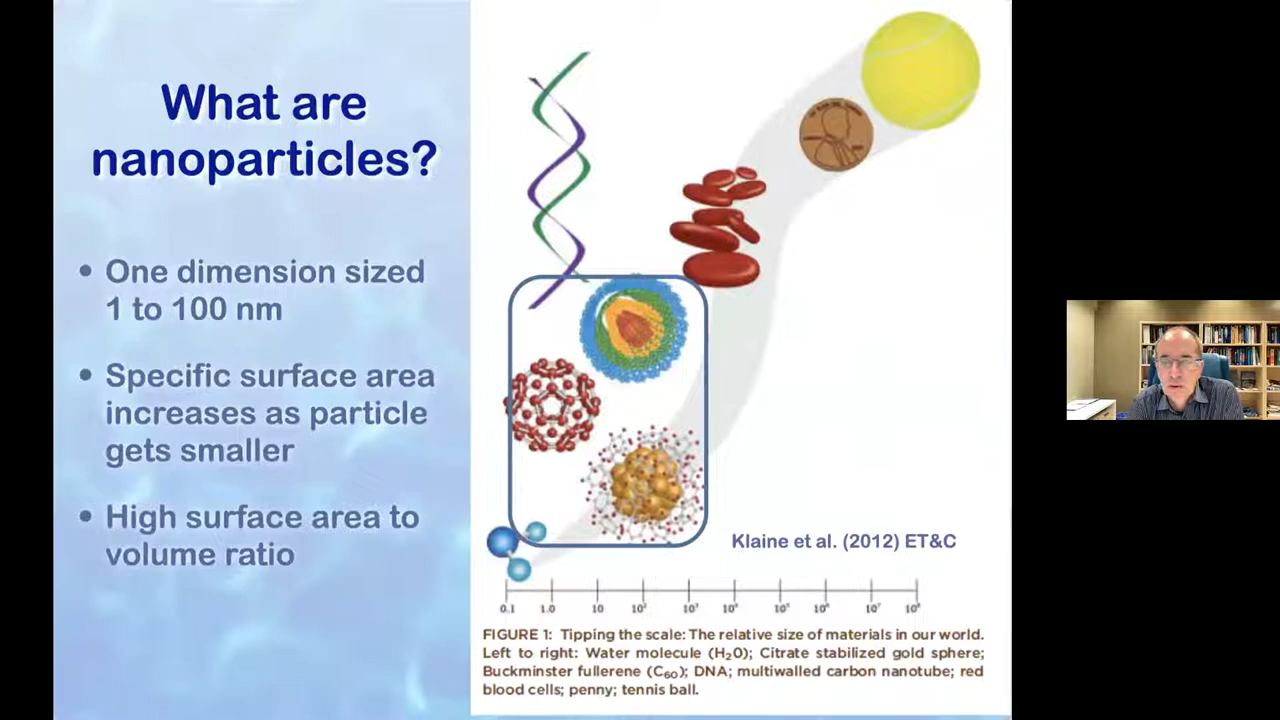 What are
nanoparticles?
• One dimension sized
1 to 100 nm
• Specific surface area
increases as particle
gets smaller
• High surface area to
volume ratio
Klaine et al. (2012) ET&C
0.1 1.0 10 10² 10³ 10⁴ 10⁵ 10⁶ 10⁷ 10⁸
FIGURE 1: Tipping the scale: The relative size of materials in our world.
Left to right: Water molecule (H₂0); Citrate stabilized gold sphere;
Buckminster fullerene (C₆₀); DNA; multiwalled carbon nanotube; red
blood cells; penny; tennis ball.